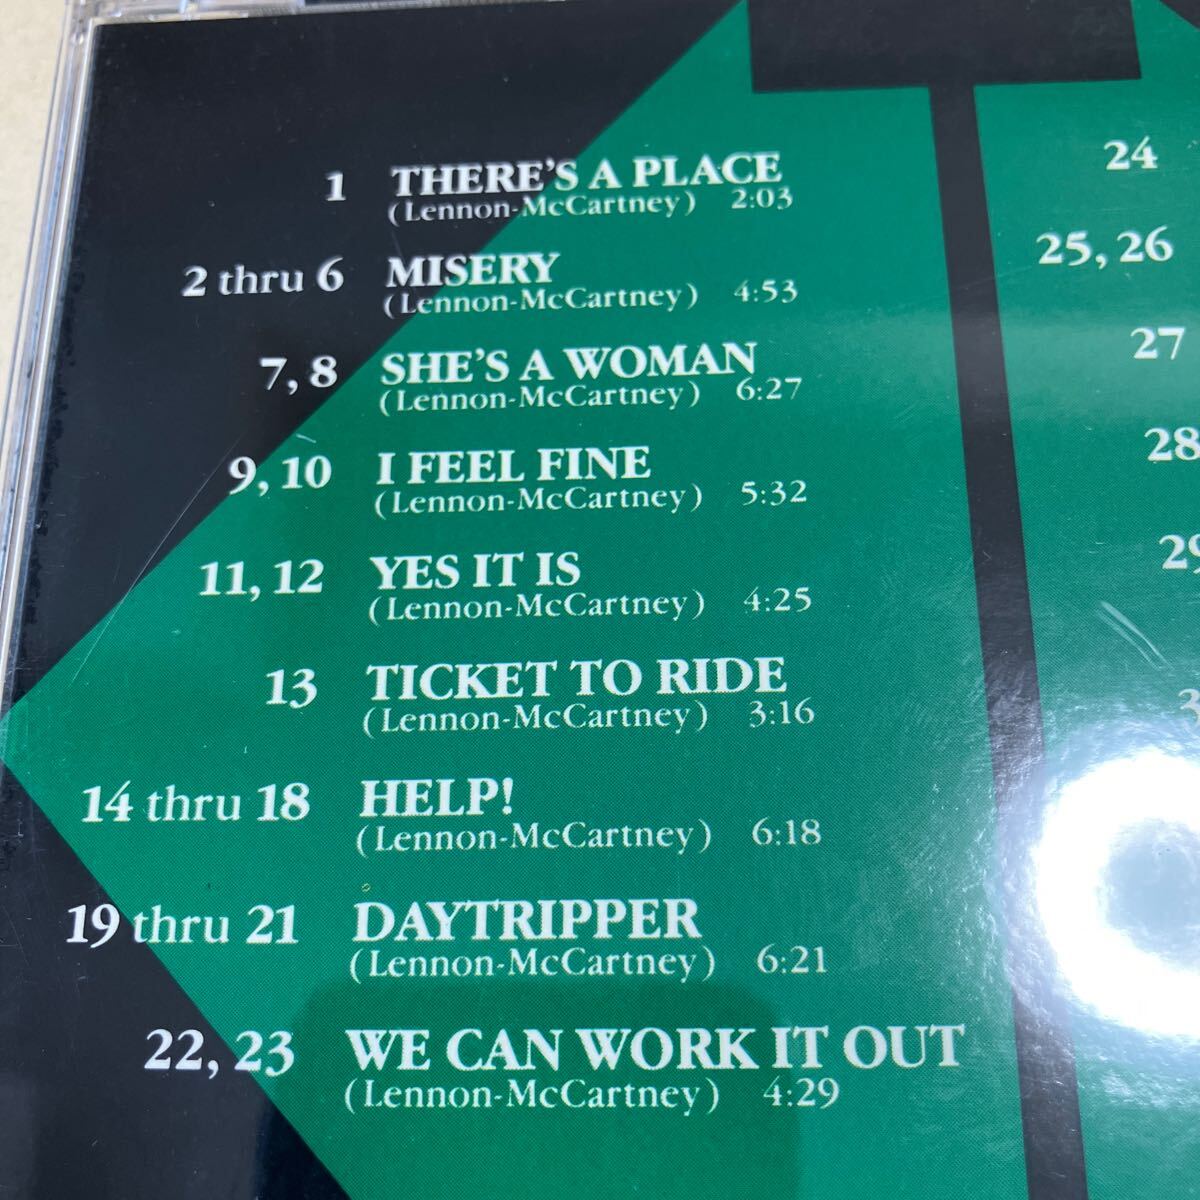 1 THERE'S A PLACE
(Lennon-McCartney) 2:03
2 thru 6 MISERY
(Lennon-McCartney) 4:53
7, 8 SHE'S A WOMAN
(Lennon-McCartney) 6:27
9, 10 I FEEL FINE
(Lennon-McCartney) 5:32
11, 12 YES IT IS
(Lennon-McCartney) 4:25
13 TICKET TO RIDE
(Lennon-McCartney) 3:16
14 thru 18 HELP!
(Lennon-McCartney) 6:18
19 thru 21 DAYTRIPPER
(Lennon-McCartney) 6:21
22, 23 WE CAN WORK IT OUT
(Lennon-McCartney) 4:29
24
25, 26
27
28
29